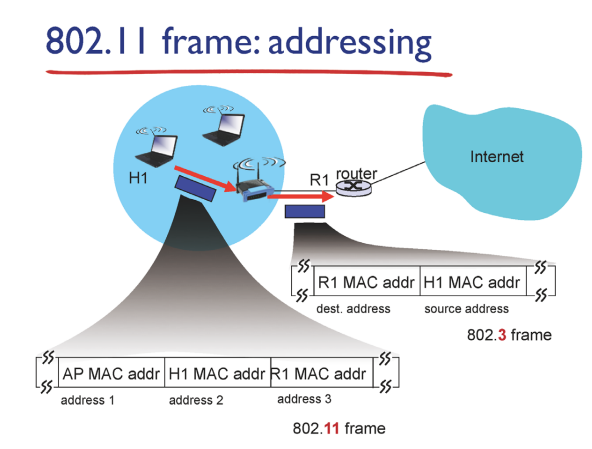 802.11 frame: addressing
Internet
R1 router
H1
R1 MAC addr H1 MAC addr
dest. address source address
802.3 frame
AP MAC addr H1 MAC addr R1 MAC addr
address 1 address 2 address 3
802.11 frame